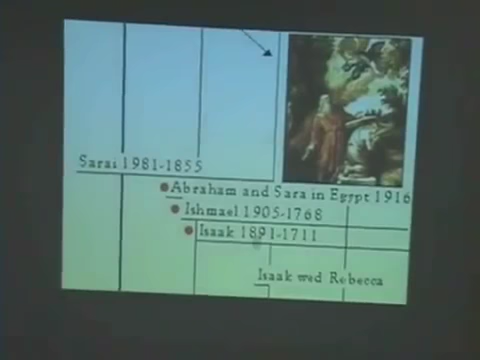 Sarai 1981-1855
Abraham and Sara in Egypt 1916
Ishmael 1905-1768
Isaak 1891-1711
Isaak wed Rebecca